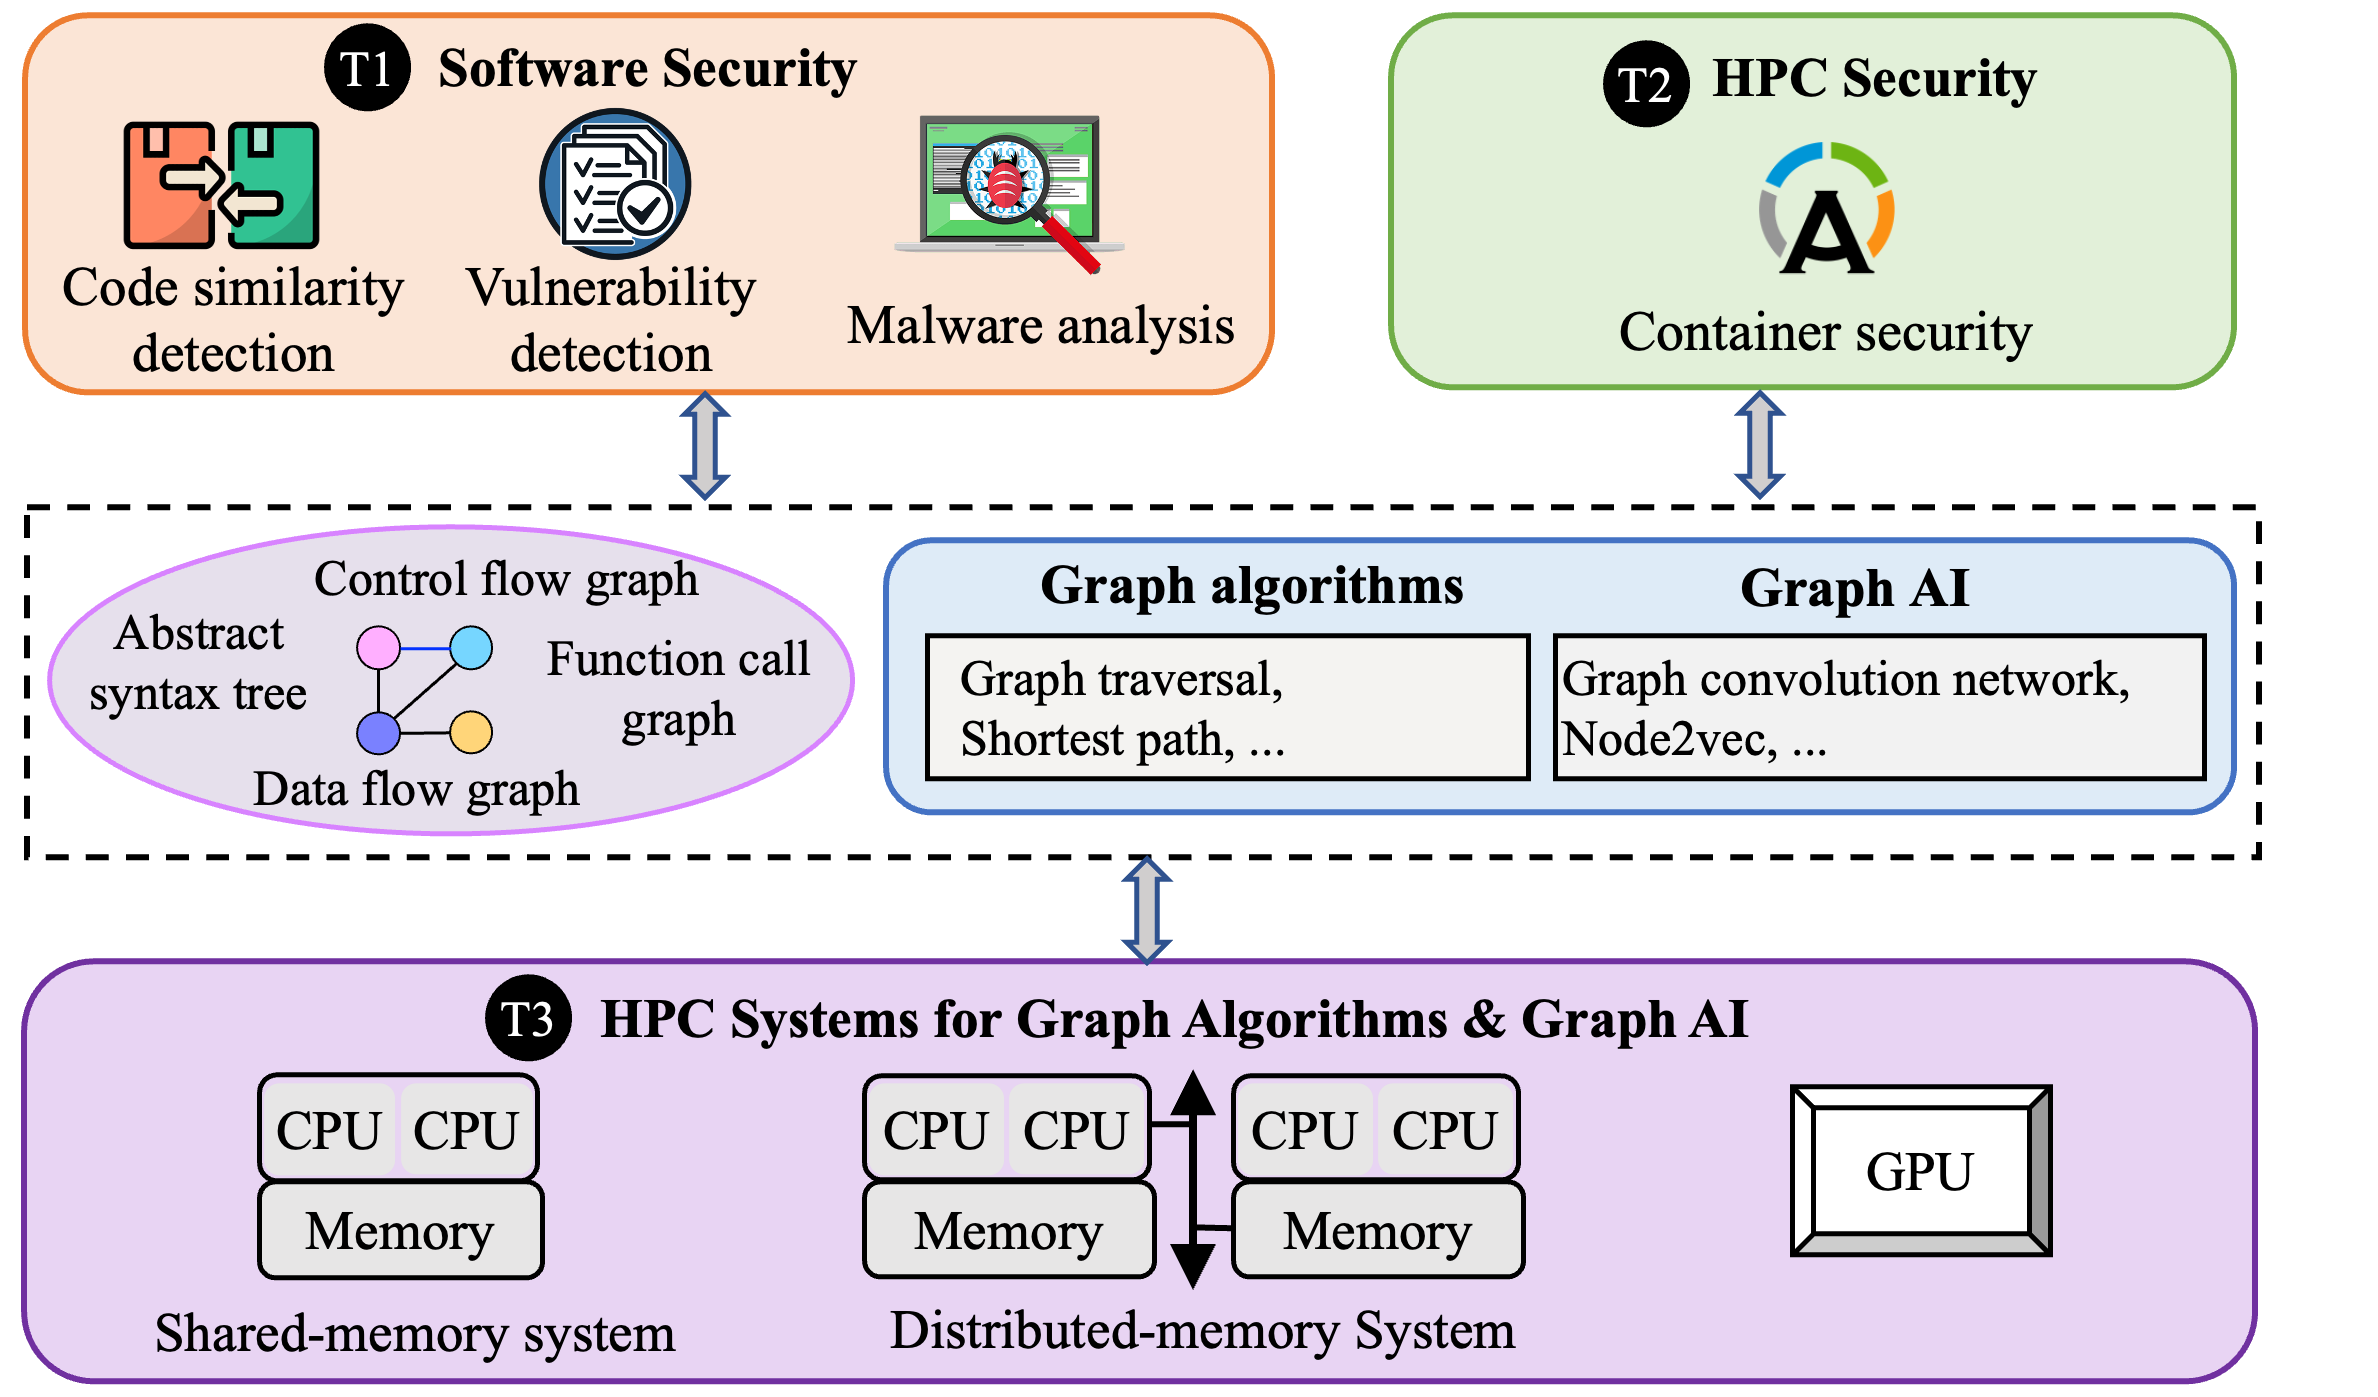 T1 Software Security
Code similarity
detection
Vulnerability
detection
Malware analysis
T2 HPC Security
Container security
Control flow graph
Abstract
syntax tree
Function call
graph
Data flow graph
Graph algorithms
Graph traversal,
Shortest path, ...
Graph AI
Graph convolution network,
Node2vec, ...
T3 HPC Systems for Graph Algorithms & Graph AI
CPU CPU
Memory
Shared-memory system
CPU CPU
Memory
CPU CPU
Memory
Distributed-memory System
GPU